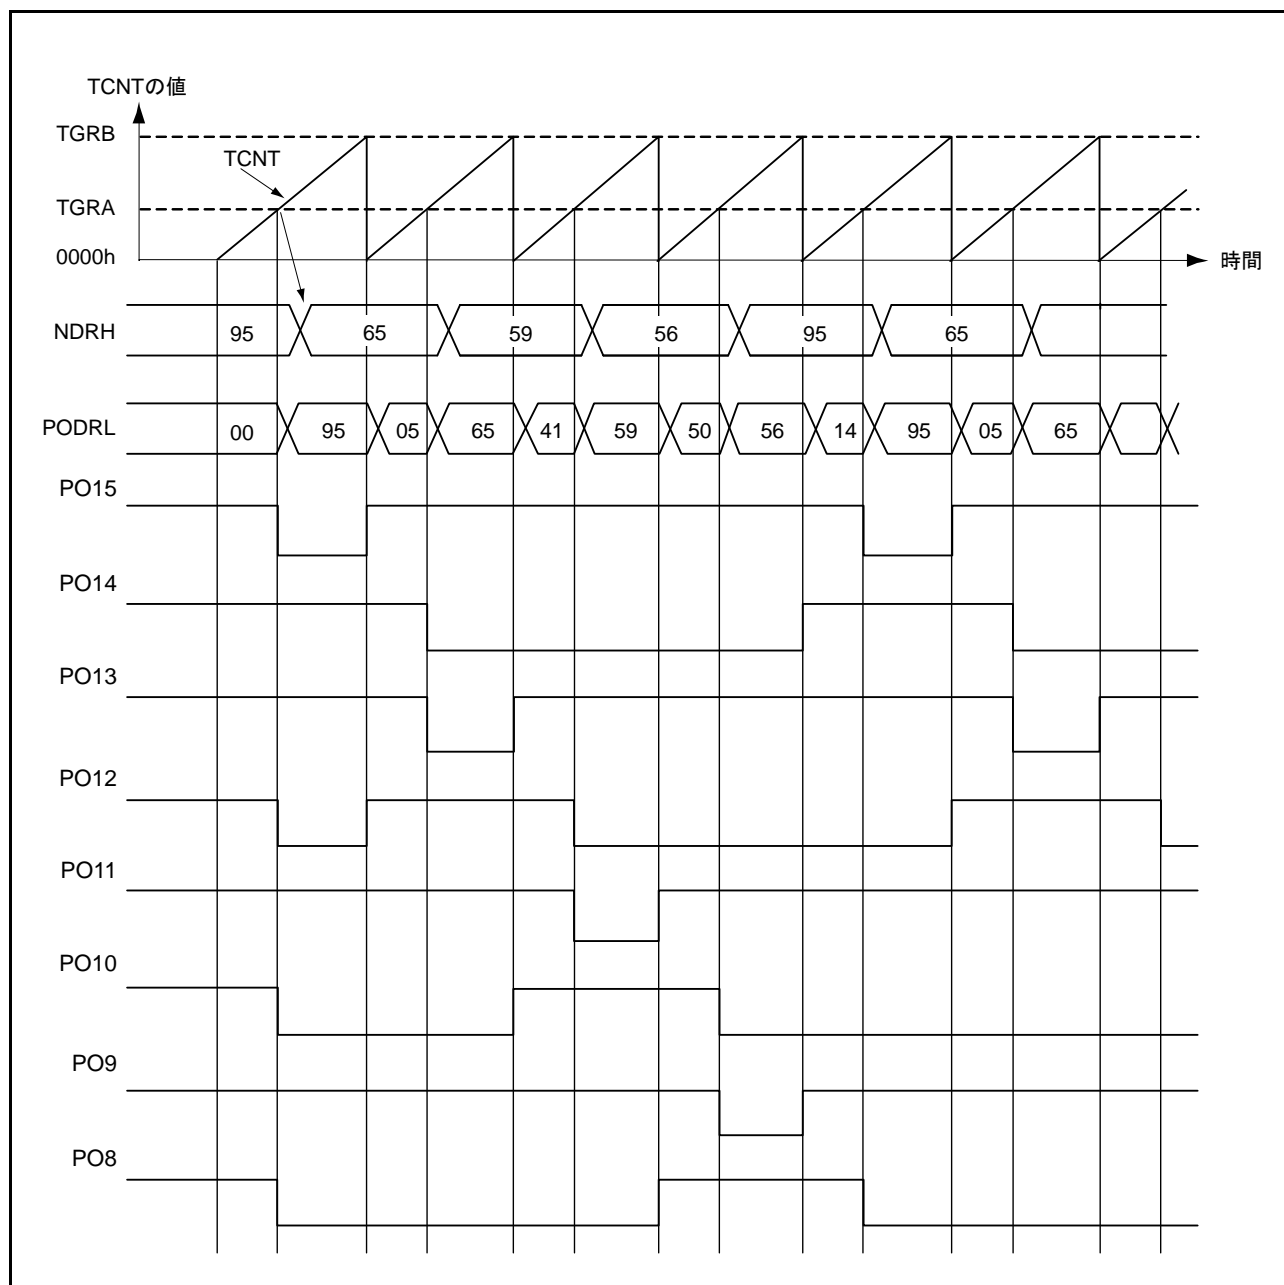 TCNTの値
TGRB
TCNT
TGRA
0000h
時間
NDRH
95 65 59 56 95 65
PODRL
00 95 05 65 41 59 50 56 14 95 05 65
PO15
PO14
PO13
PO12
PO11
PO10
PO9
PO8